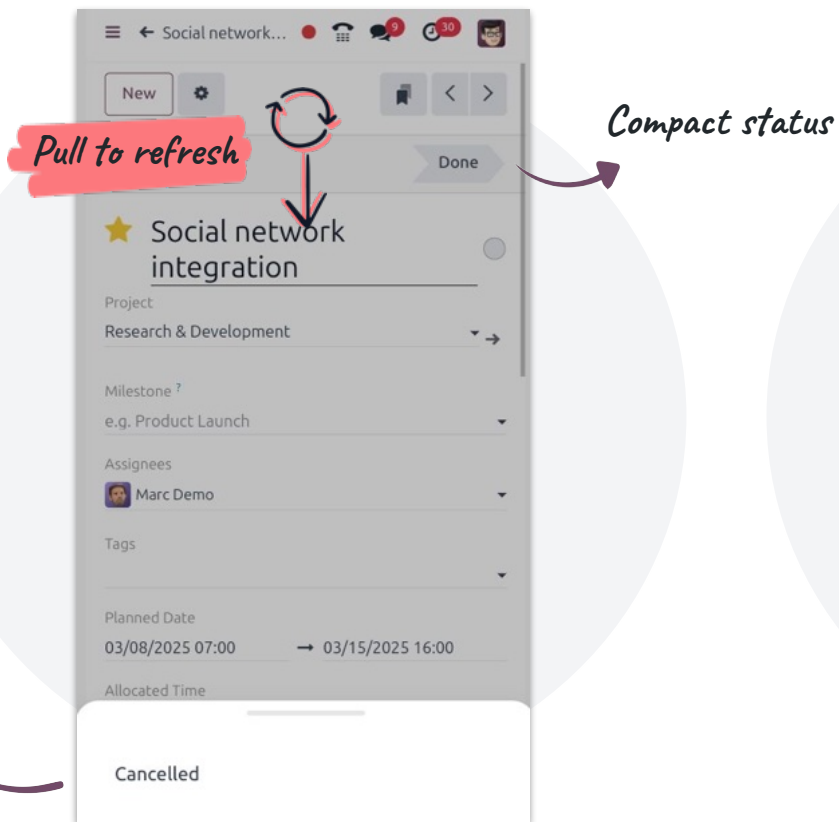 Social network...
9
30
New
Pull to refresh
Compact status
Done
Social network
integration
Project
Research & Development
Milestone ?
e.g. Product Launch
Assignees
Marc Demo
Tags
Planned Date
03/08/2025 07:00 → 03/15/2025 16:00
Allocated Time
Cancelled